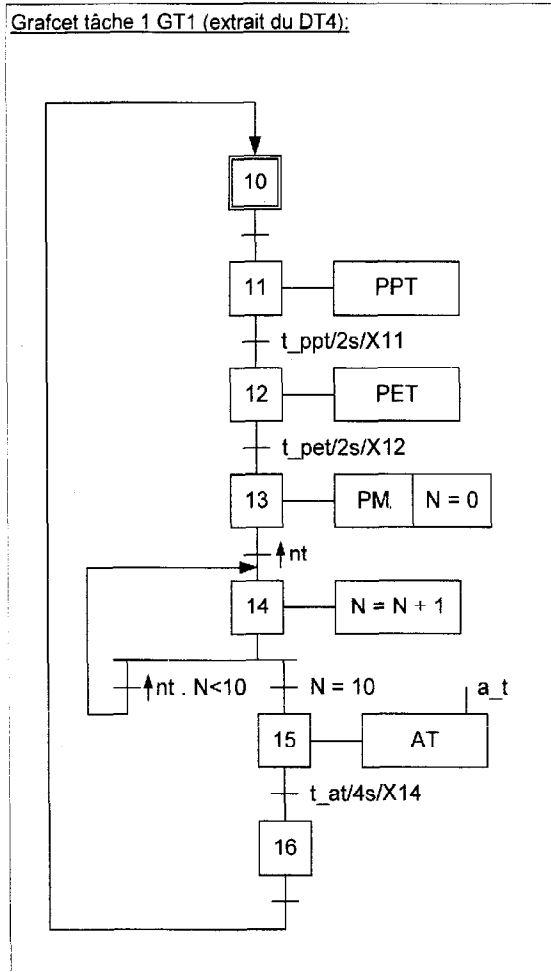 Grafcet tâche 1 GT1 (extrait du DT4):
10
11 PPT
t_ppt/2s/X11
12 PET
t_pet/2s/X12
13 PM. N = 0
↑nt
14 N = N + 1
↑nt . N<10 N = 10 a_t
15 AT
t_at/4s/X14
16